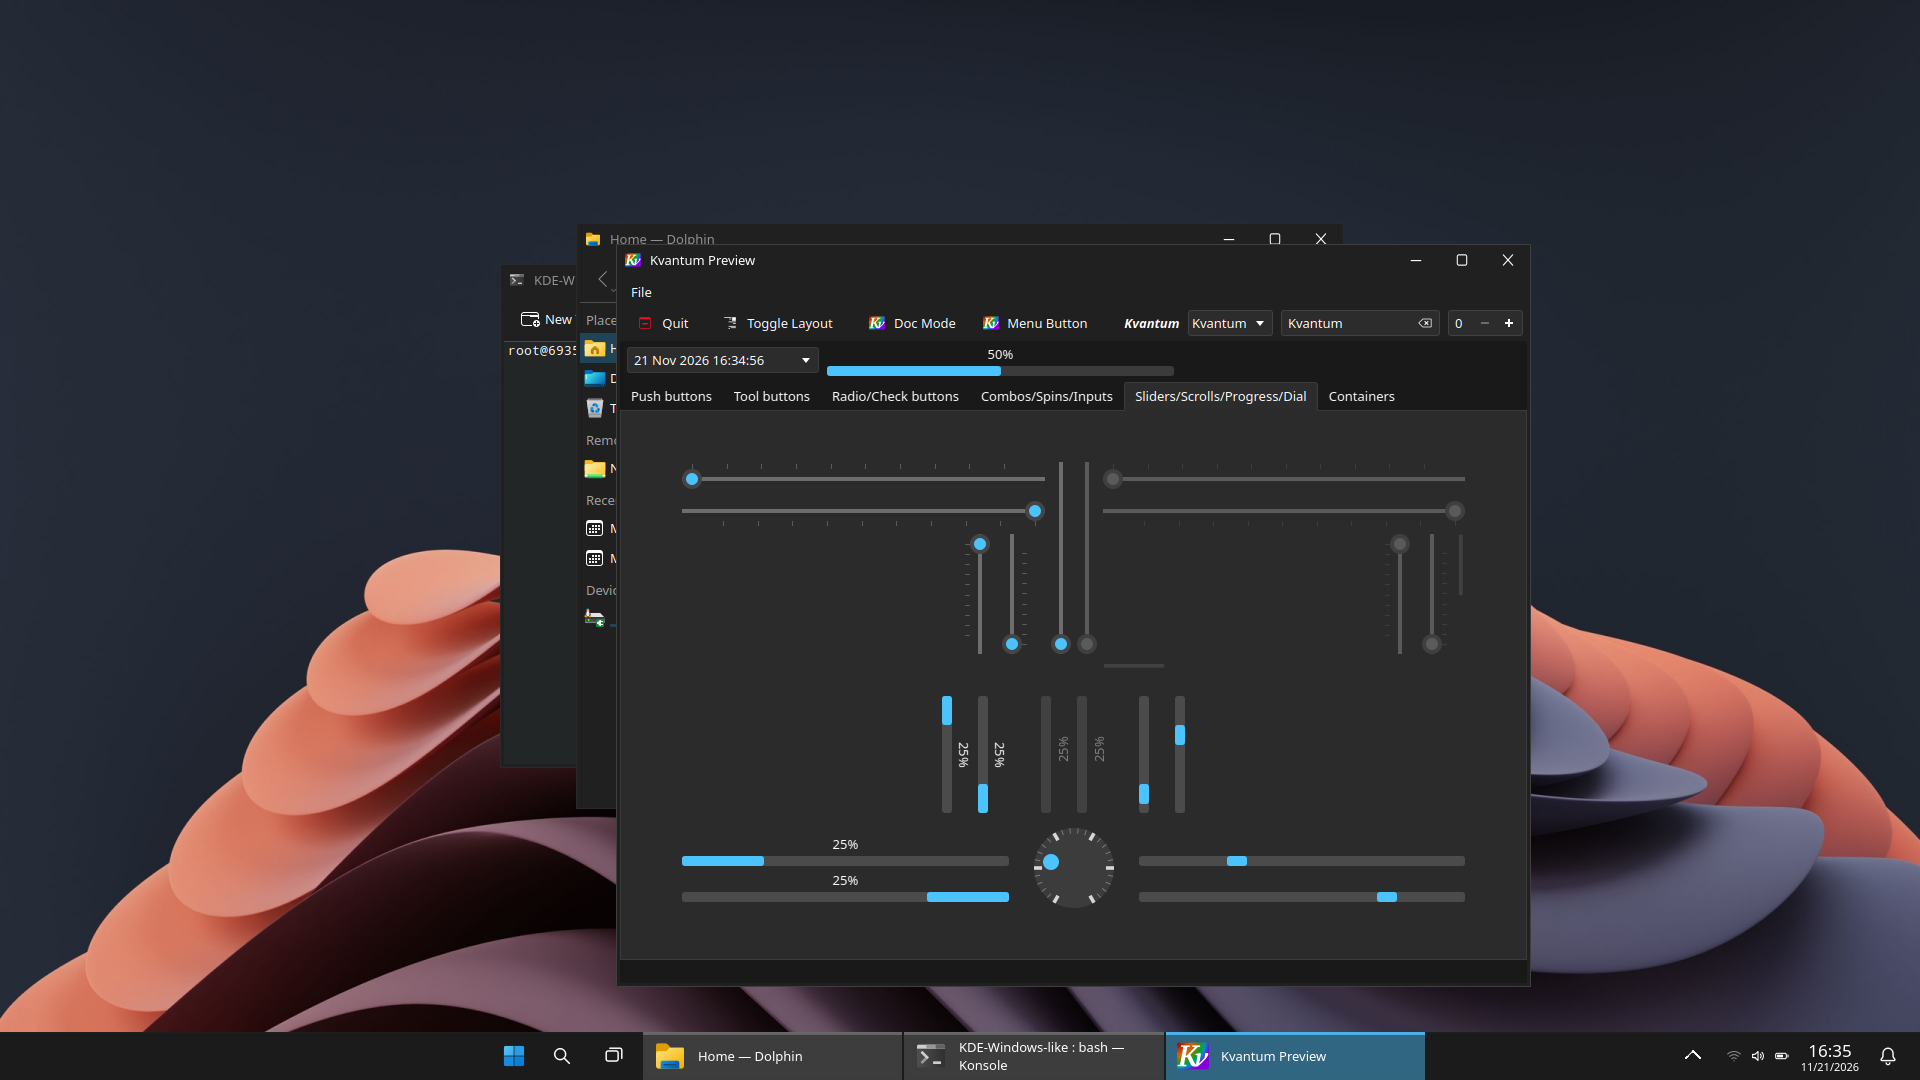 Home — Dolphin
Kvantum Preview
KDE-W
File
New
Quit
Toggle Layout
Doc Mode
Menu Button
Kvantum
Kvantum
Kvantum
0
Place
root@6935
21 Nov 2026 16:34:56
50%
Push buttons
Tool buttons
Radio/Check buttons
Combos/Spins/Inputs
Sliders/Scrolls/Progress/Dial
Containers
Remo
Rece
Devic
25%
25%
25%
25%
25%
25%
Home — Dolphin
KDE-Windows-like : bash —
Konsole
Kvantum Preview
16:35
11/21/2026